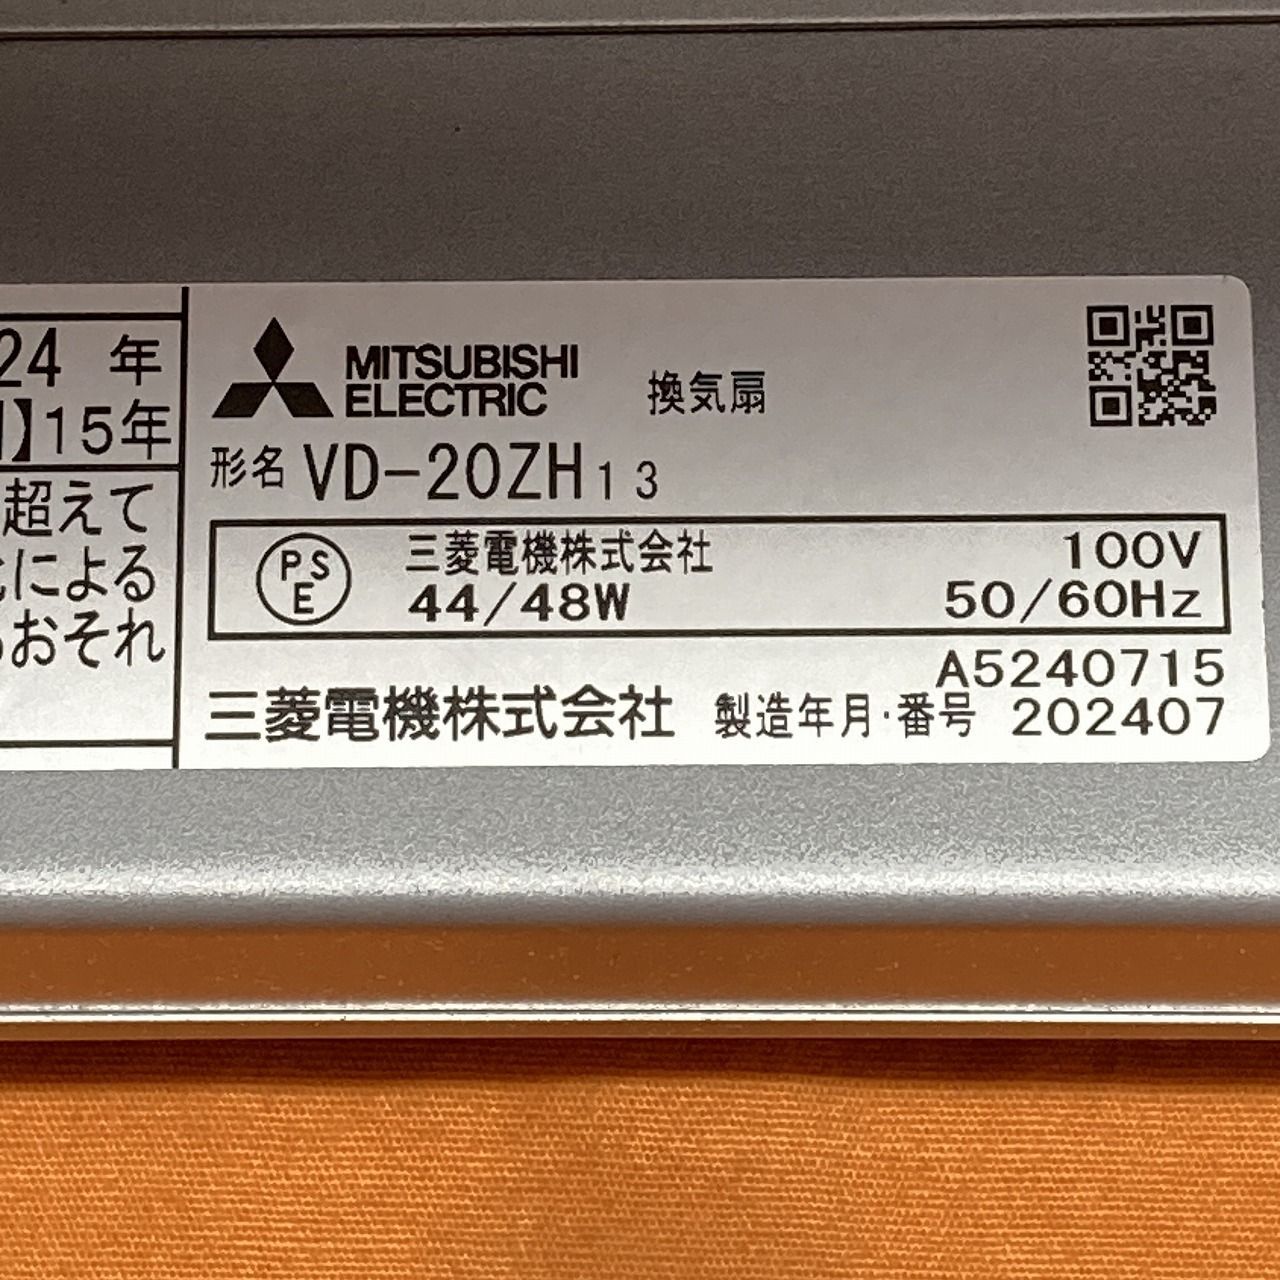 24 年
】15年
超えて
による
おそれ
MITSUBISHI
ELECTRIC
換気扇
形名 VD-20ZH13
PSE
三菱電機株式会社 100V
44/48W 50/60Hz
A5240715
三菱電機株式会社 製造年月・番号 202407